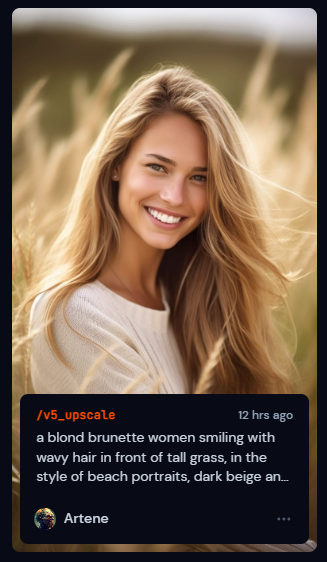 /v5_upscale 12 hrs ago
a blond brunette women smiling with
wavy hair in front of tall grass, in the
style of beach portraits, dark beige an...
Artene